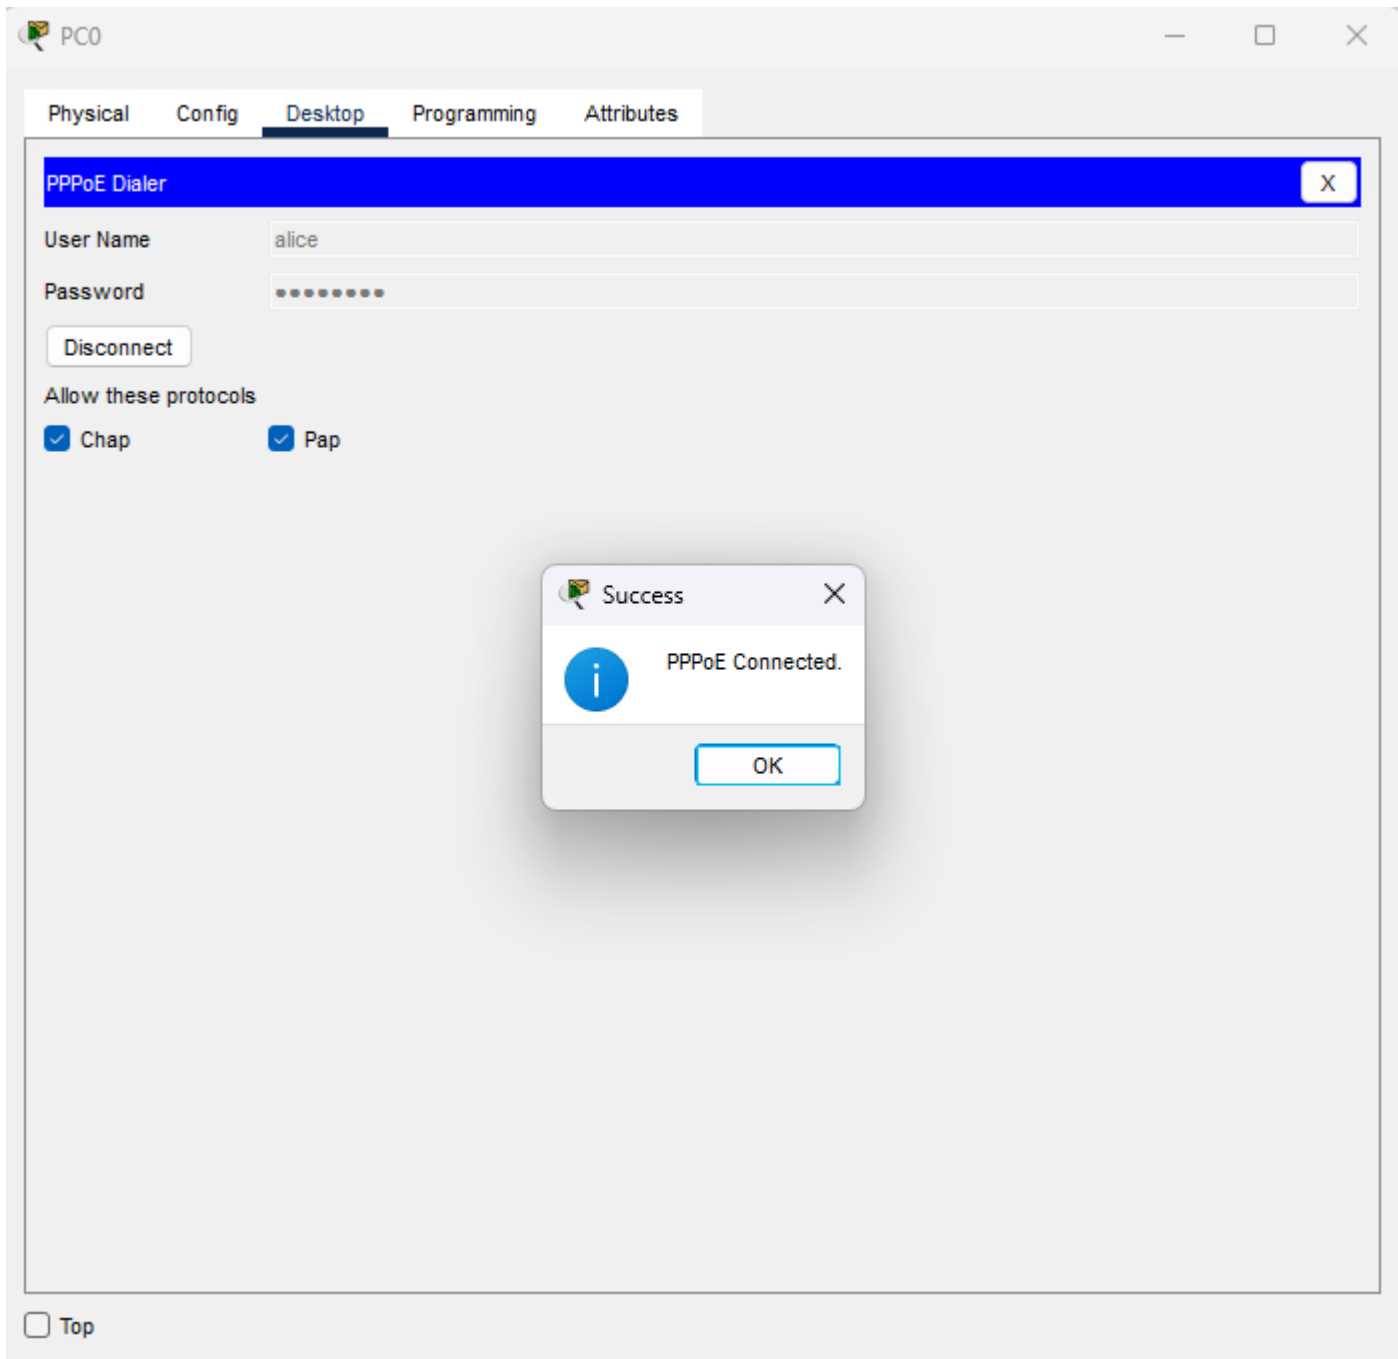 PC0
Physical Config Desktop Programming Attributes
PPPoE Dialer X
User Name alice
Password ••••••••
Disconnect
Allow these protocols
Chap Pap
Success
PPPoE Connected.
OK
Top